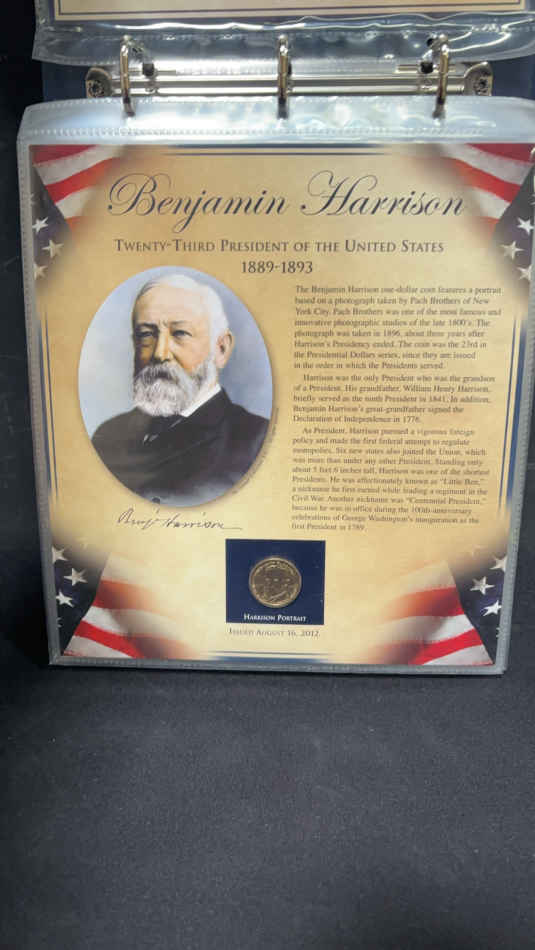 Benjamin Harrison
TWENTY-THIRD PRESIDENT OF THE UNITED STATES
1889-1893
The Benjamin Harrison one-dollar coin features a portrait
based on a photograph taken by Pach Brothers of New
York City. Pach Brothers was one of the most famous and
innovative photographic studios of the late 1800's. The
photograph was taken in 1896, about three years after
Harrison's Presidency ended. The coin was the 23rd in
the Presidential Dollars series, since they are issued
in the order in which the Presidents served.
Harrison was the only President who was the grandson
of a President. His grandfather, William Henry Harrison,
briefly served as the ninth President in 1841. In addition,
Benjamin Harrison's great-grandfather signed the
Declaration of Independence in 1776.
As President, Harrison pursued a vigorous foreign
policy and made the first federal attempt to regulate
monopolies. Six new states also joined the Union, which
was more than under any other President. Standing only
about 5 feet 6 inches tall, Harrison was one of the shortest
Presidents. He was affectionately known as "Little Ben,"
a nickname he first earned while leading a regiment in the
Civil War. Another nickname was "Centennial President,"
because he was in office during the 100th-anniversary
celebrations of George Washington's inauguration as the
first President in 1789.
Benj Harrison
HARRISON PORTRAIT
ISSUED AUGUST 16, 2012